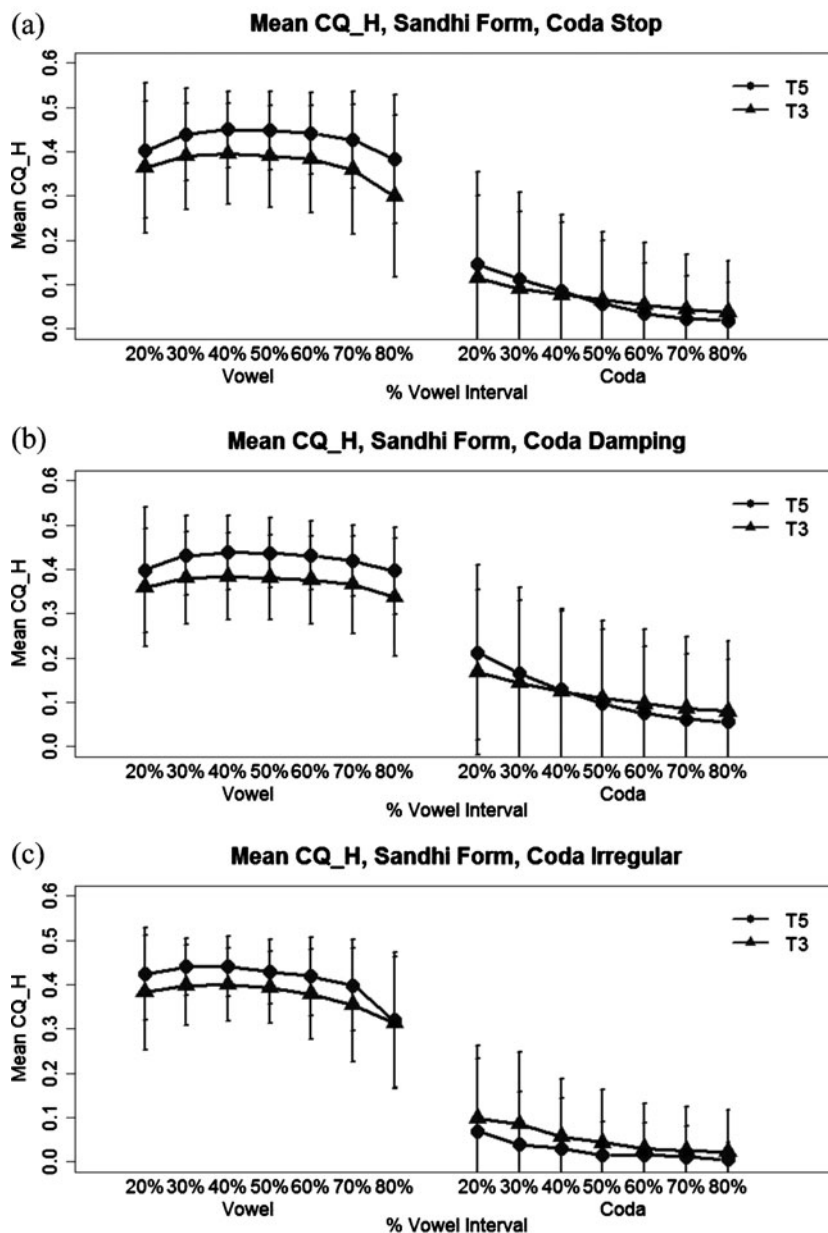 (a)
Mean CQ_H, Sandhi Form, Coda Stop
Mean CQ_H
0.0 0.1 0.2 0.3 0.4 0.5 0.6
T5
T3
20% 30% 40% 50% 60% 70% 80% 20% 30% 40% 50% 60% 70% 80%
Vowel Coda
% Vowel Interval
(b)
Mean CQ_H, Sandhi Form, Coda Damping
Mean CQ_H
0.0 0.1 0.2 0.3 0.4 0.5 0.6
T5
T3
20% 30% 40% 50% 60% 70% 80% 20% 30% 40% 50% 60% 70% 80%
Vowel Coda
% Vowel Interval
(c)
Mean CQ_H, Sandhi Form, Coda Irregular
Mean CQ_H
0.0 0.1 0.2 0.3 0.4 0.5 0.6
T5
T3
20% 30% 40% 50% 60% 70% 80% 20% 30% 40% 50% 60% 70% 80%
Vowel Coda
% Vowel Interval